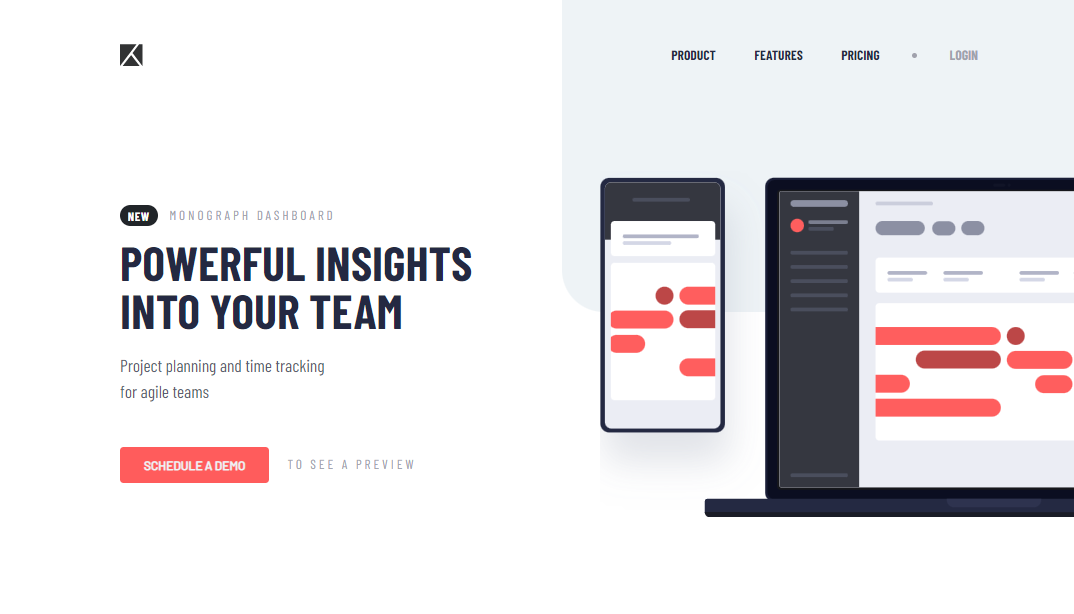 PRODUCT
FEATURES
PRICING
LOGIN
NEW
MONOGRAPH DASHBOARD
POWERFUL INSIGHTS
INTO YOUR TEAM
Project planning and time tracking
for agile teams
SCHEDULE A DEMO
TO SEE A PREVIEW